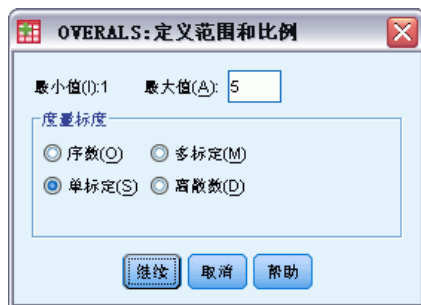 OVERALS:定义范围和比例
最小值(I):1 最大值(A): 5
度量标度
序数(O) 多标定(M)
单标定(S) 离散数(D)
继续 取消 帮助